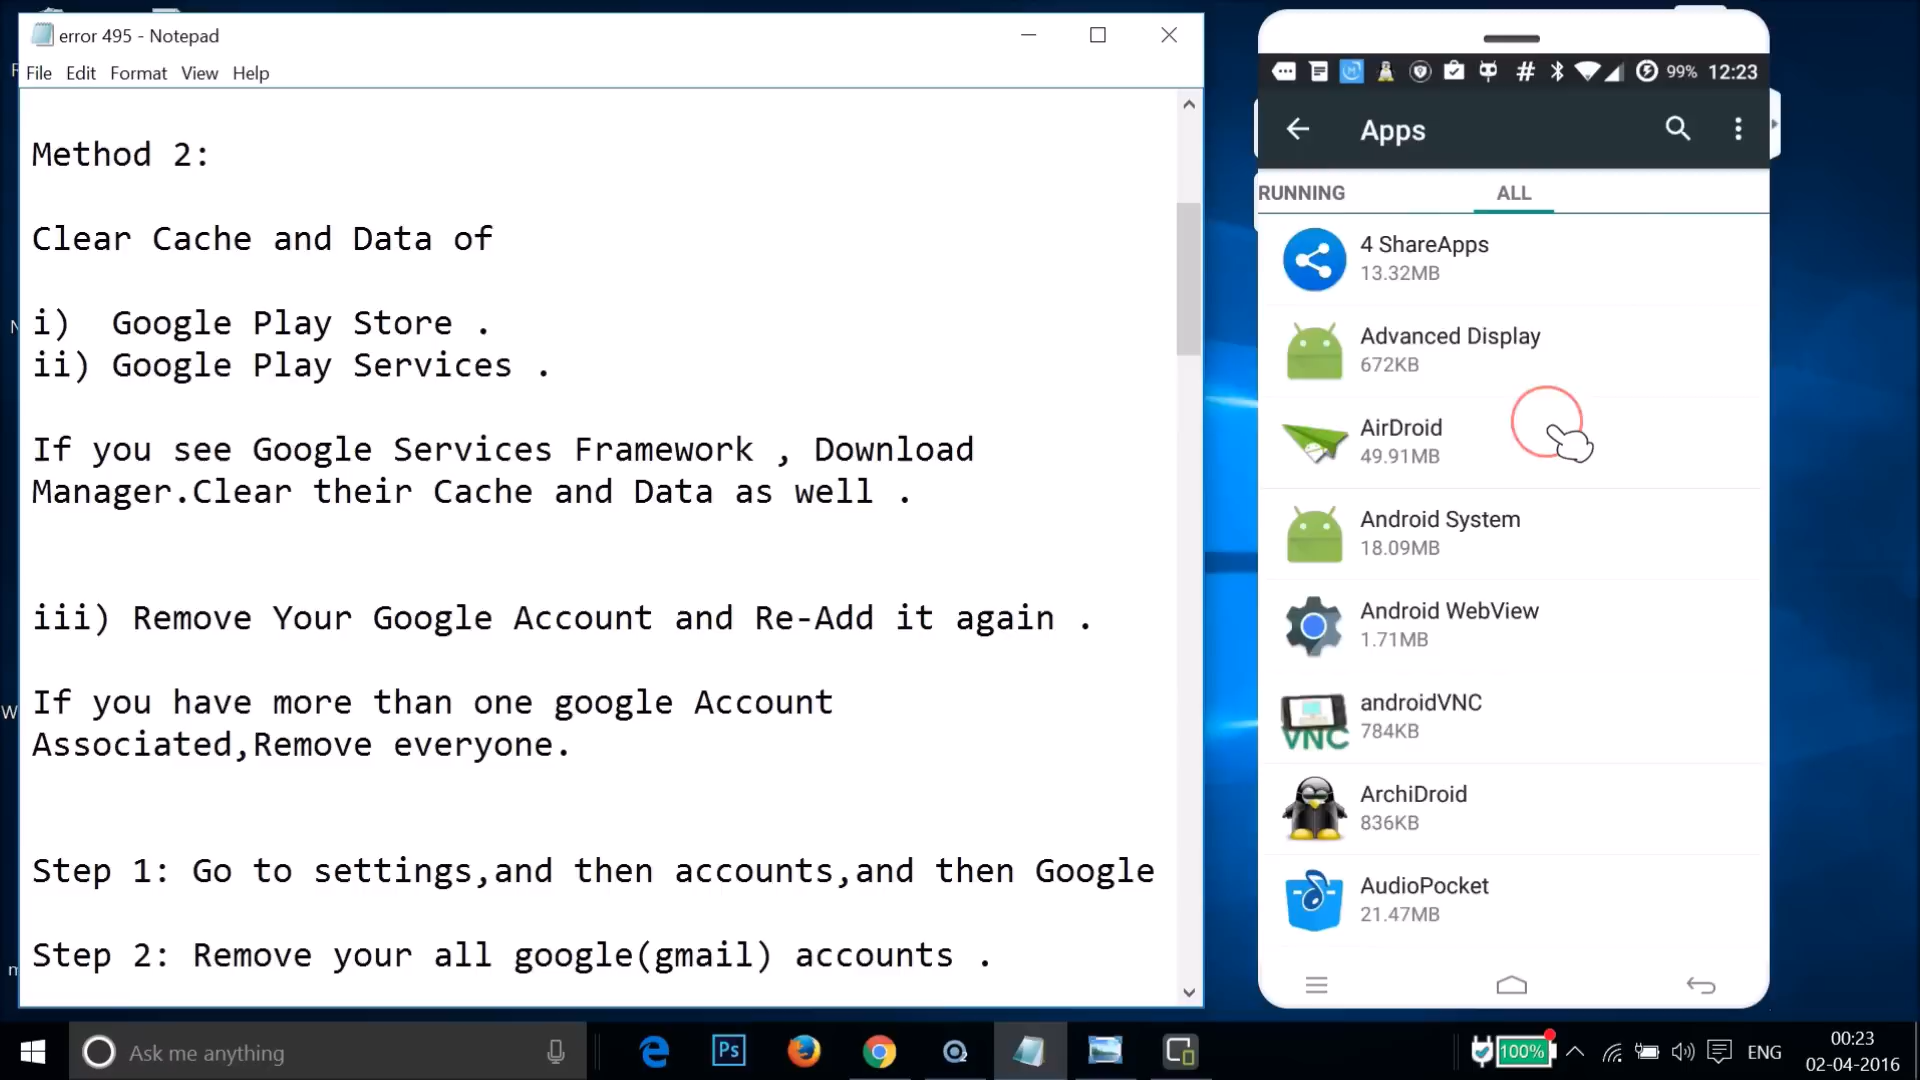 error 495 - Notepad
File Edit Format View Help
Method 2:
Clear Cache and Data of
i)  Google Play Store .
ii) Google Play Services .
If you see Google Services Framework , Download
Manager.Clear their Cache and Data as well .
iii) Remove Your Google Account and Re-Add it again .
If you have more than one google Account
Associated,Remove everyone.
Step 1: Go to settings,and then accounts,and then Google
Step 2: Remove your all google(gmail) accounts .
99% 12:23
Apps
RUNNING ALL
4 ShareApps
13.32MB
Advanced Display
672KB
AirDroid
49.91MB
Android System
18.09MB
Android WebView
1.71MB
androidVNC
784KB
VNC
ArchiDroid
836KB
AudioPocket
21.47MB
Ask me anything
Ps
100%
ENG
00:23
02-04-2016